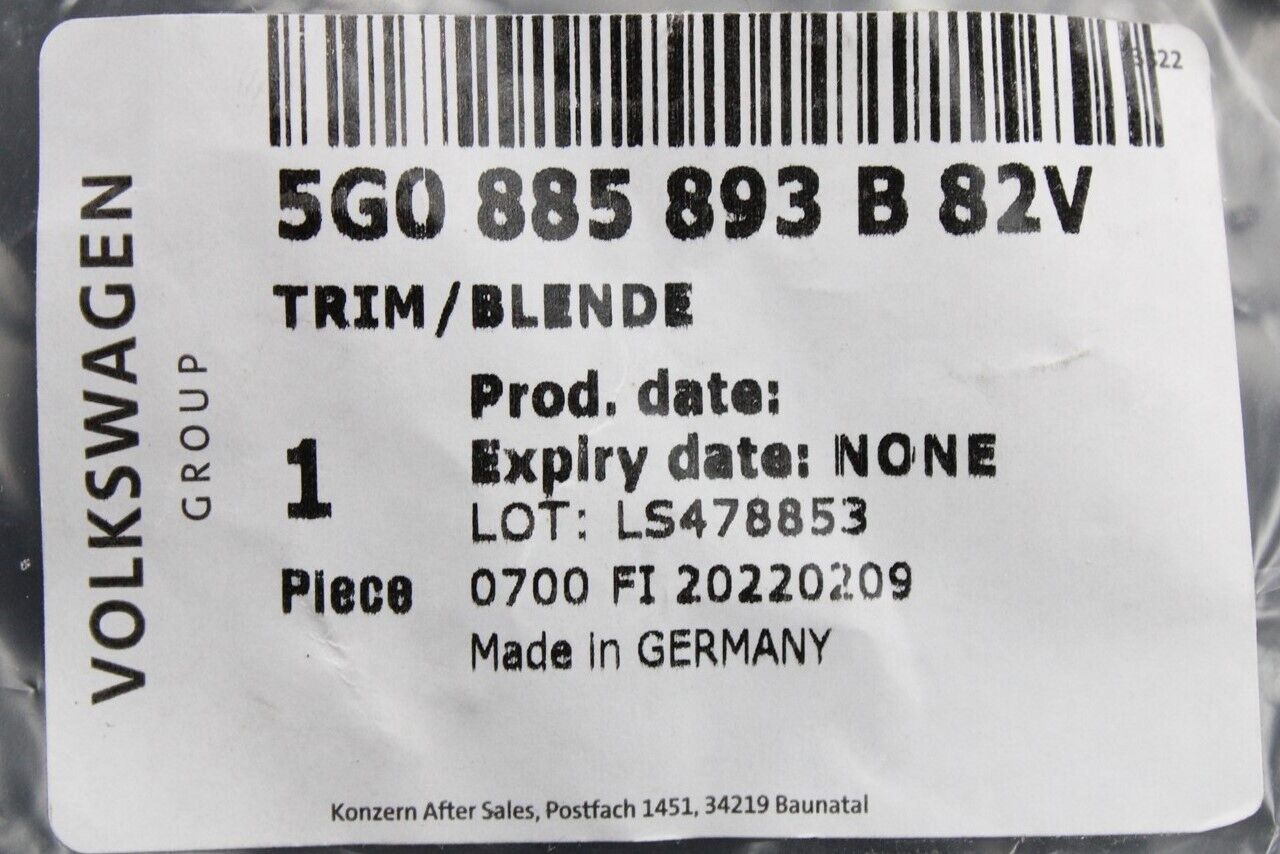 5G0 885 893 B 82V
TRIM/BLENDE
Prod. date:
Expiry date: NONE
1
LOT: LS478853
Piece
0700 FI 20220209
Made in GERMANY
VOLKSWAGEN
GROUP
Konzern After Sales, Postfach 1451, 34219 Baunatal